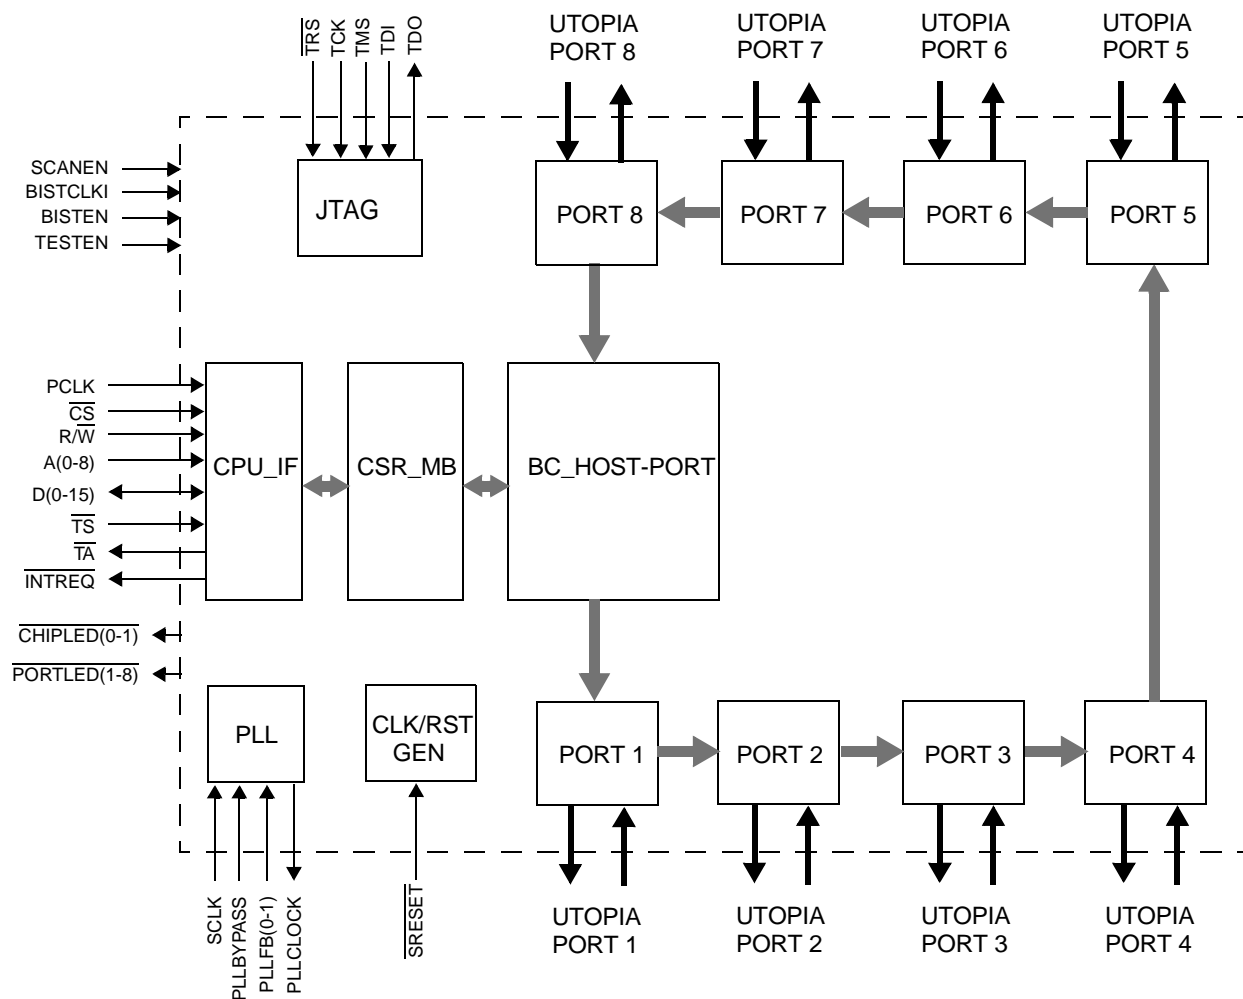 TRS
TCK
TMS
TDI
TDO
UTOPIA
PORT 8
UTOPIA
PORT 7
UTOPIA
PORT 6
UTOPIA
PORT 5
SCANEN
BISTCLKI
BISTEN
TESTEN
JTAG
PORT 8
PORT 7
PORT 6
PORT 5
PCLK
CS
R/W
A(0-8)
D(0-15)
TS
TA
INTREQ
CPU_IF
CSR_MB
BC_HOST-PORT
CHIPLED(0-1)
PORTLED(1-8)
PLL
CLK/RST
GEN
PORT 1
PORT 2
PORT 3
PORT 4
SCLK
PLLBYPASS
PLLFB(0-1)
PLLCLOCK
SRESET
UTOPIA
PORT 1
UTOPIA
PORT 2
UTOPIA
PORT 3
UTOPIA
PORT 4